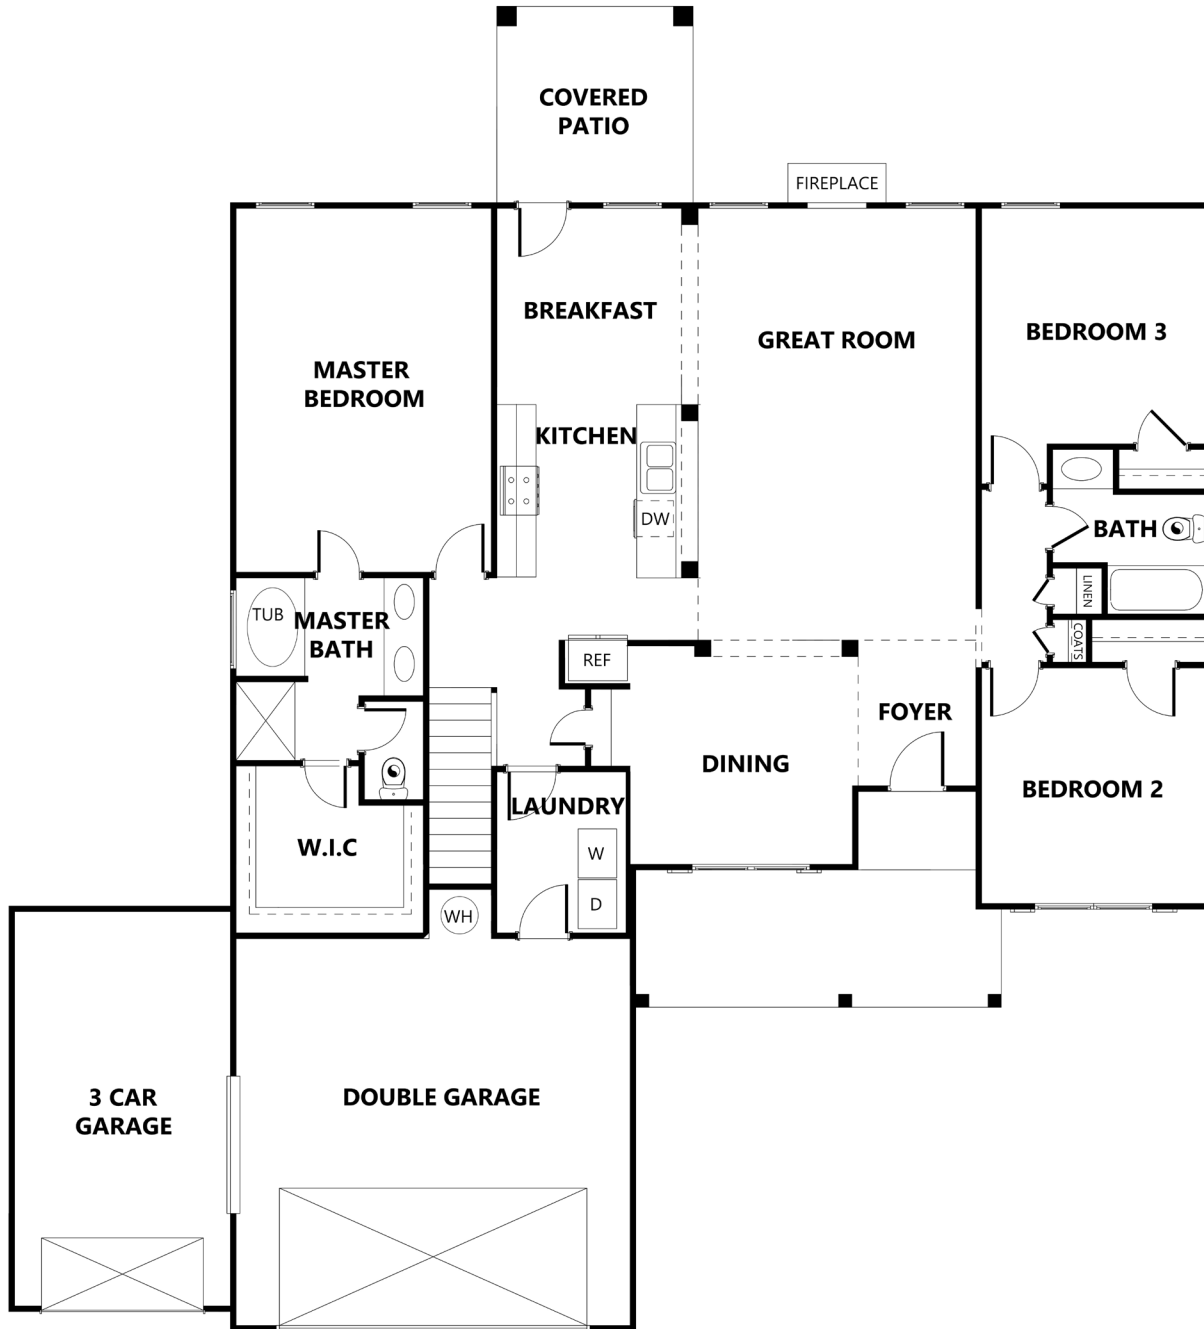 COVERED
PATIO
FIREPLACE
BREAKFAST
BEDROOM 3
GREAT ROOM
MASTER
BEDROOM
KITCHEN
DW
BATH
LINEN
TUB
MASTER
BATH
COATS
REF
FOYER
DINING
BEDROOM 2
LAUNDRY
W.I.C
W
D
WH
3 CAR
GARAGE
DOUBLE GARAGE